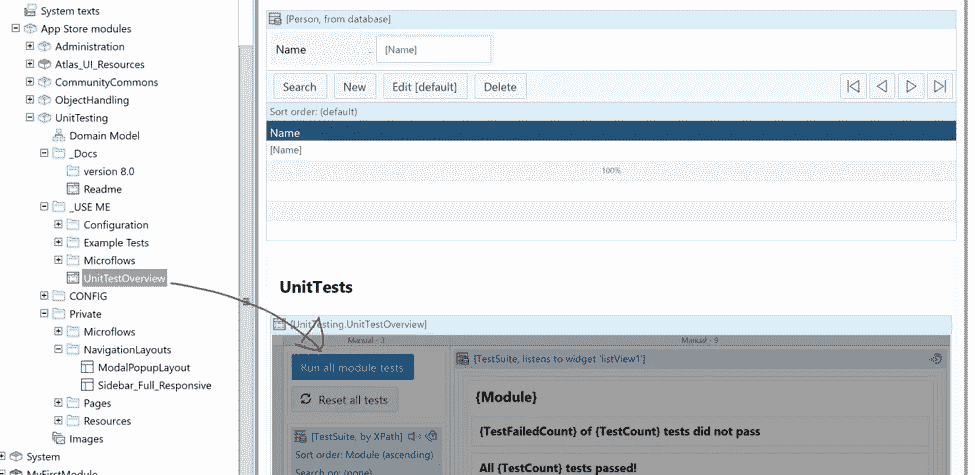 System texts
App Store modules
Administration
Atlas_UI_Resources
CommunityCommons
ObjectHandling
UnitTesting
Domain Model
_Docs
version 8.0
Readme
_USE ME
Configuration
Example Tests
Microflows
UnitTestOverview
CONFIG
Private
Microflows
NavigationLayouts
ModalPopupLayout
Sidebar_Full_Responsive
Pages
Resources
Images
System
MyFirstModule
[Person, from database]
Name [Name]
Search New Edit [default] Delete
Sort order: (default)
Name
[Name]
100%
UnitTests
[UnitTesting.UnitTestOverview]
Manual - 3 Manual - 9
Run all module tests
Reset all tests
[TestSuite, by XPath]
Sort order: Module (ascending)
Search on: (none)
[TestSuite, listens to widget 'listView1']
{Module}
{TestFailedCount} of {TestCount} tests did not pass
All {TestCount} tests passed!